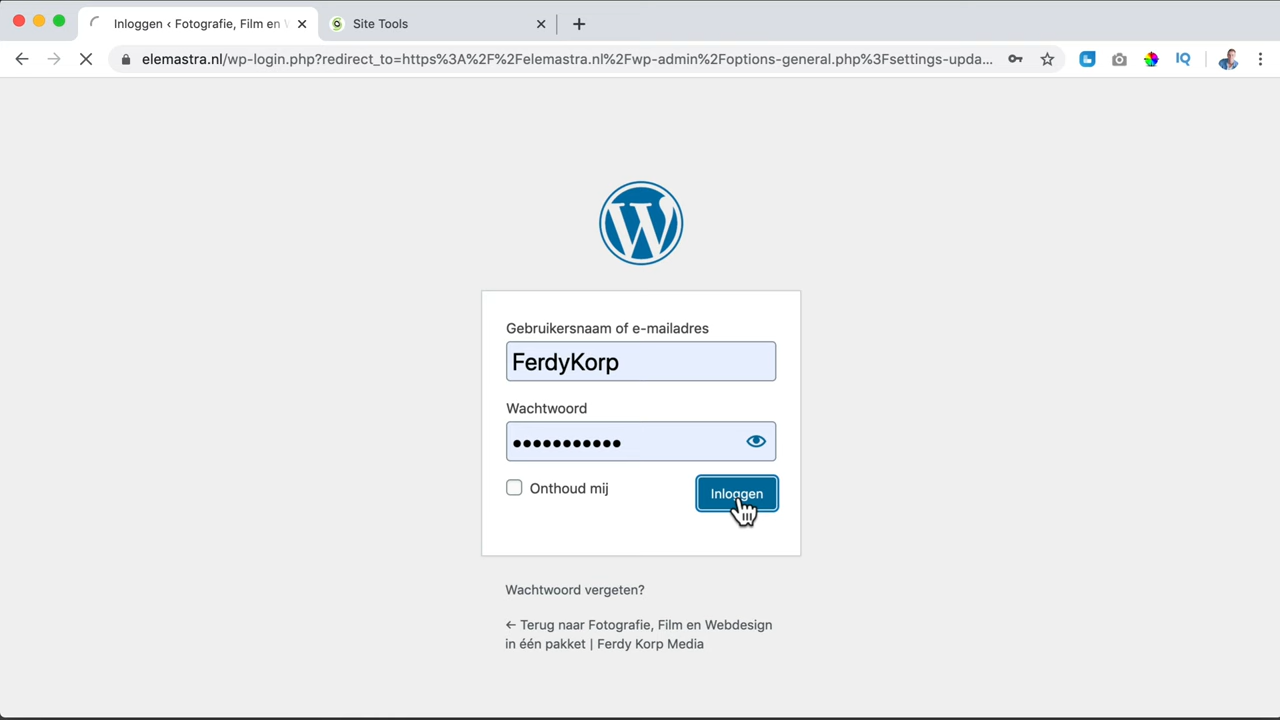 Inloggen ‹ Fotografie, Film en
Site Tools
elemastra.nl/wp-login.php?redirect_to=https%3A%2F%2Felemastra.nl%2Fwp-admin%2Foptions-general.php%3Fsettings-upda...
IQ
Gebruikersnaam of e-mailadres
FerdyKorp
Wachtwoord
•••••••••••
Onthoud mij
Inloggen
Wachtwoord vergeten?
← Terug naar Fotografie, Film en Webdesign
in één pakket | Ferdy Korp Media